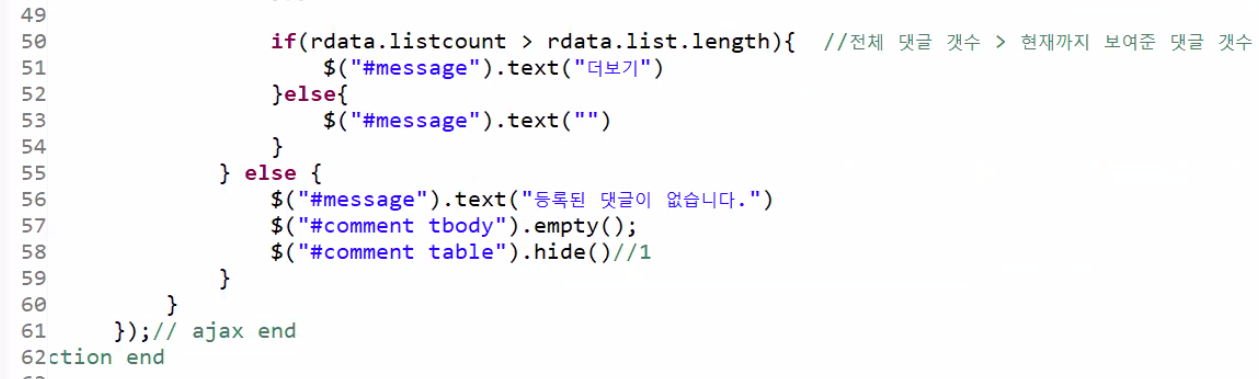 49
50 if(rdata.listcount > rdata.list.length){ //전체 댓글 갯수 > 현재까지 보여준 댓글 갯수
51 $("#message").text("더보기")
52 }else{
53 $("#message").text("")
54 }
55 } else {
56 $("#message").text("등록된 댓글이 없습니다.")
57 $("#comment tbody").empty();
58 $("#comment table").hide()//1
59 }
60 }
61 });// ajax end
62ction end